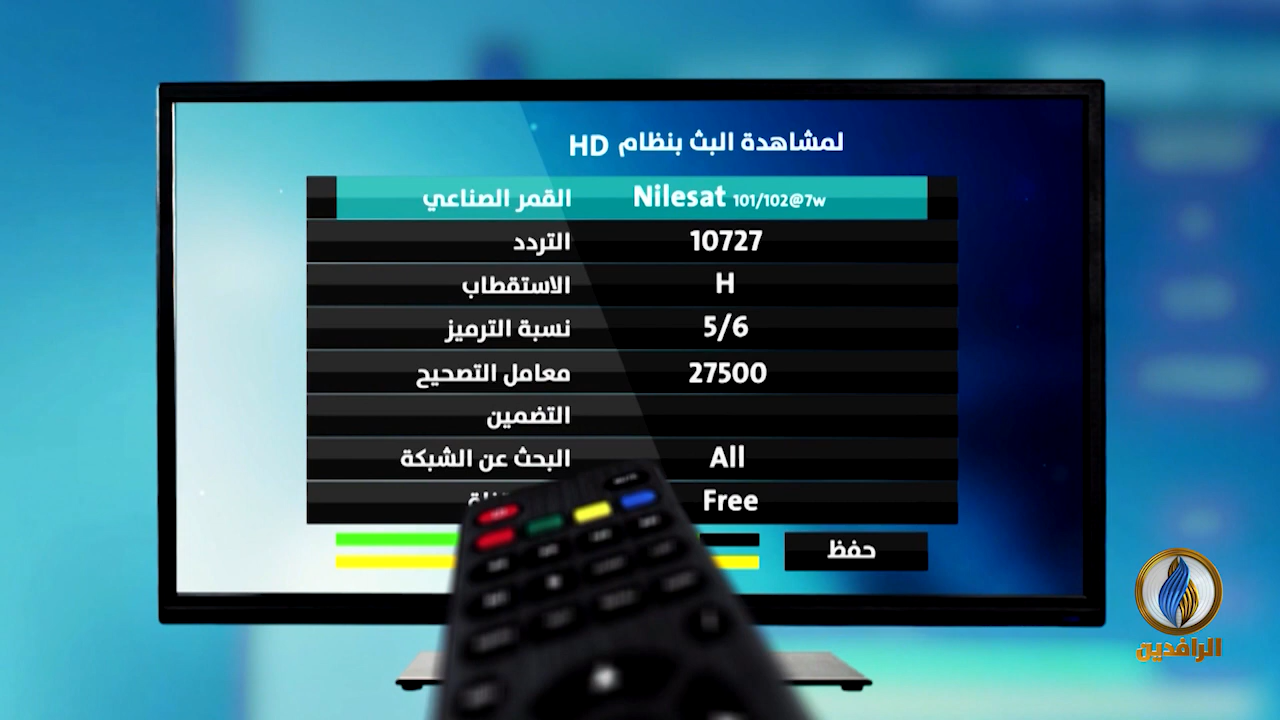 لمشاهدة البث بنظام HD
القمر الصناعي Nilesat 101/102@7w
التردد 10727
الاستقطاب H
نسبة الترميز 5/6
معامل التصحيح 27500
التضمين
البحث عن الشبكة All
Free
حفظ
الرافدين